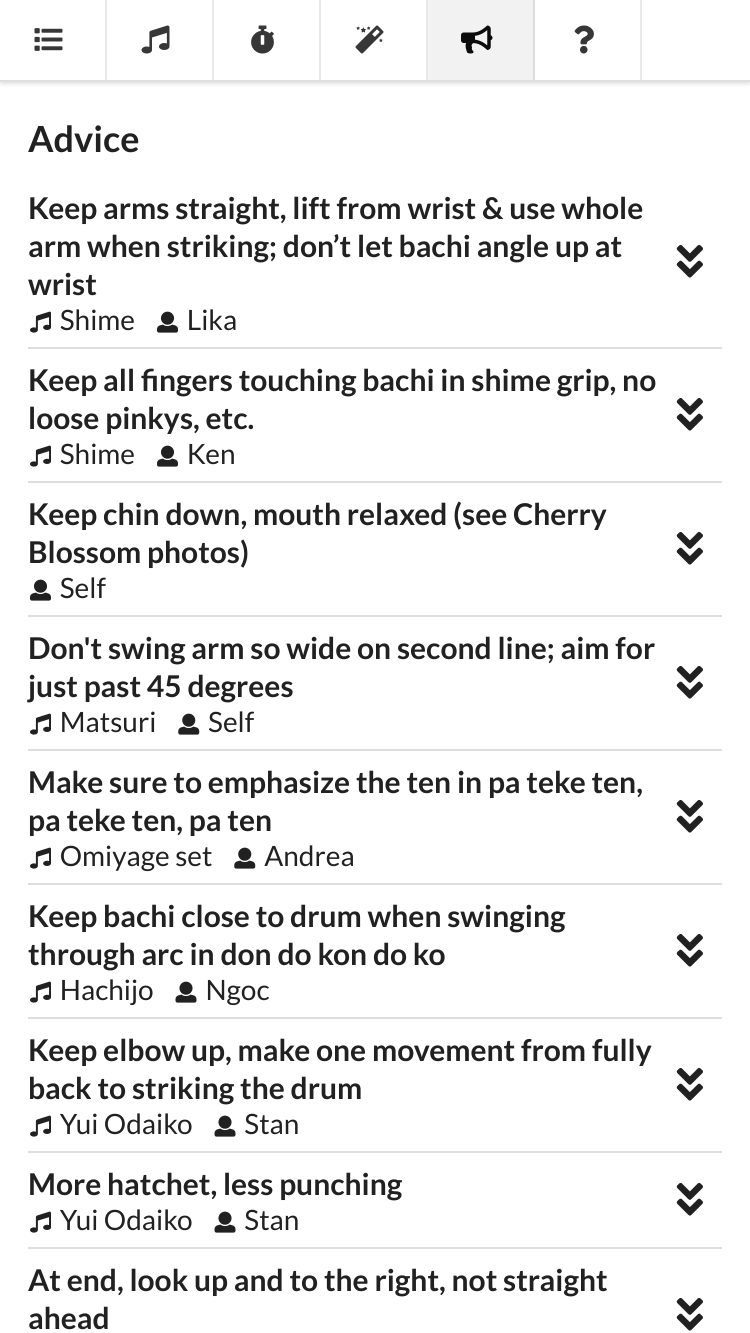 Advice
Keep arms straight, lift from wrist & use whole
arm when striking; don’t let bachi angle up at
wrist
Shime Lika
Keep all fingers touching bachi in shime grip, no
loose pinkys, etc.
Shime Ken
Keep chin down, mouth relaxed (see Cherry
Blossom photos)
Self
Don't swing arm so wide on second line; aim for
just past 45 degrees
Matsuri Self
Make sure to emphasize the ten in pa teke ten,
pa teke ten, pa ten
Omiyage set Andrea
Keep bachi close to drum when swinging
through arc in don do kon do ko
Hachijo Ngoc
Keep elbow up, make one movement from fully
back to striking the drum
Yui Odaiko Stan
More hatchet, less punching
Yui Odaiko Stan
At end, look up and to the right, not straight
ahead